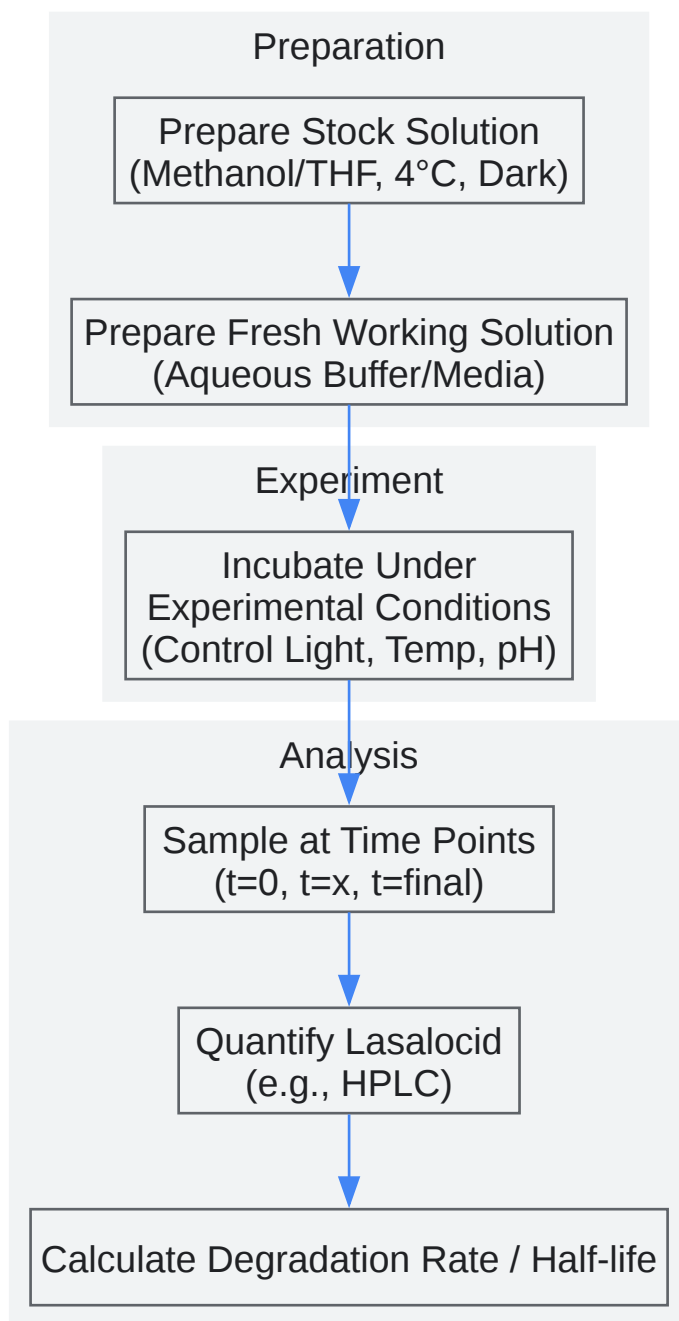 Preparation
Prepare Stock Solution
(Methanol/THF, 4°C, Dark)
Prepare Fresh Working Solution
(Aqueous Buffer/Media)
Experiment
Incubate Under
Experimental Conditions
(Control Light, Temp, pH)
Analysis
Sample at Time Points
(t=0, t=x, t=final)
Quantify Lasalocid
(e.g., HPLC)
Calculate Degradation Rate / Half-life